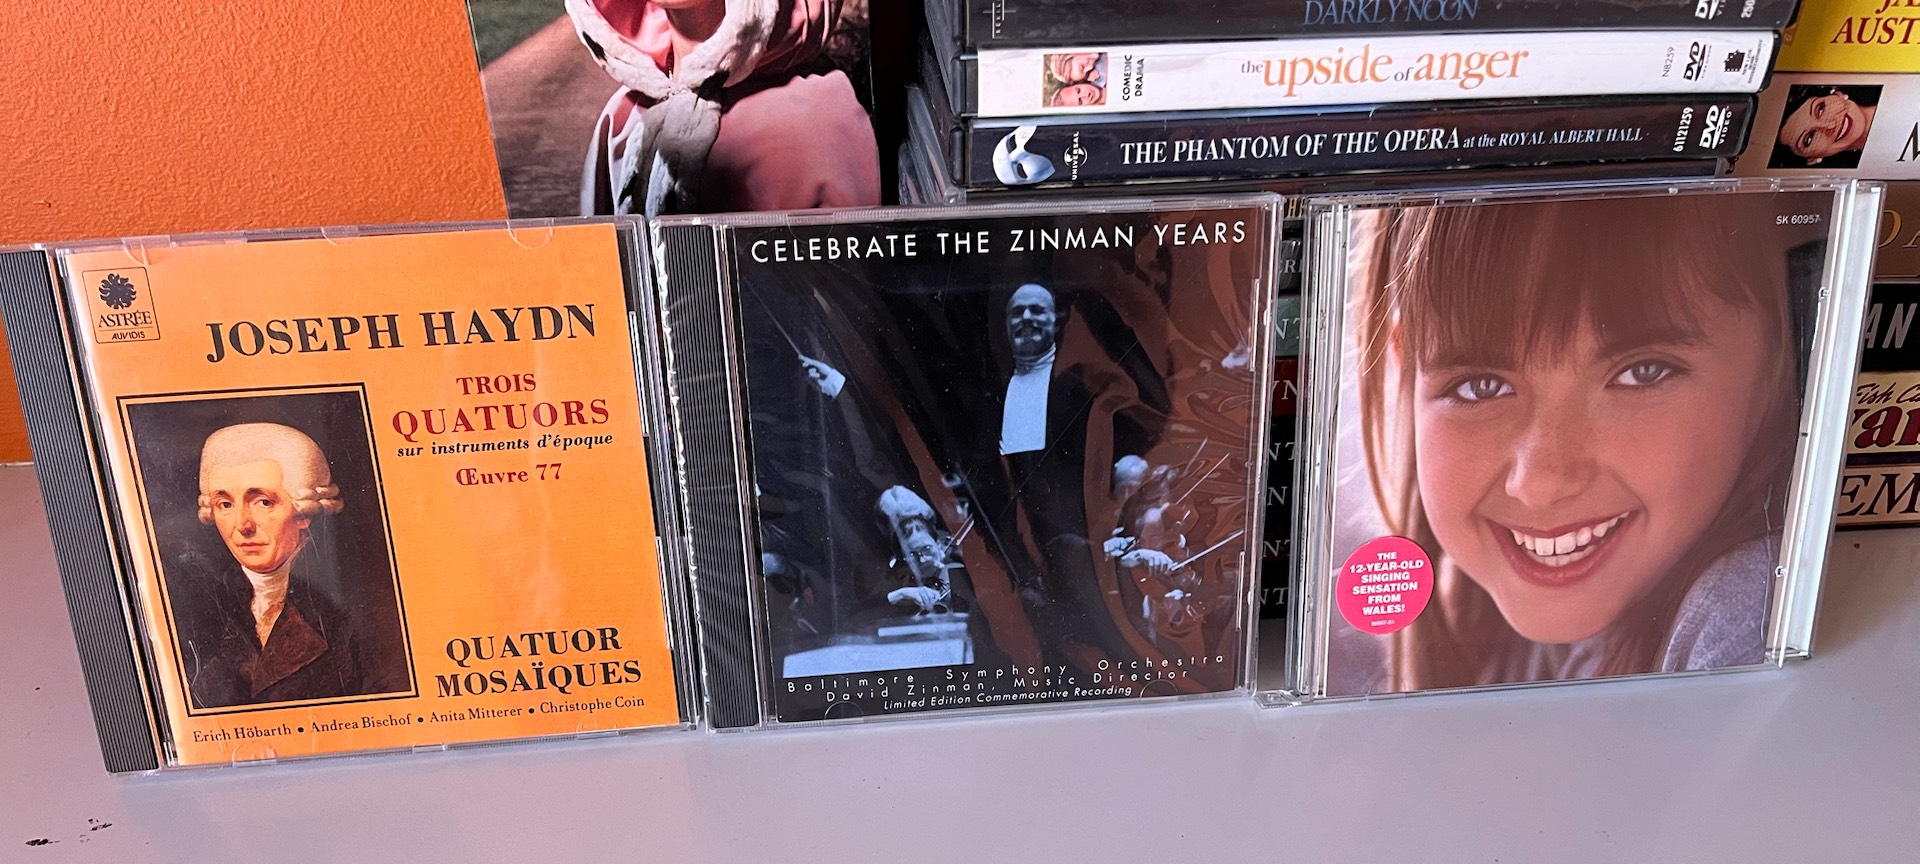 DARKLY NOON
COMEDIC
DRAMA
the upside of anger
N8259
DVD
UNIVERSAL
THE PHANTOM OF THE OPERA at the ROYAL ALBERT HALL
61121259
DVD
VIDEO
ASTRÉE
AUVIDIS
JOSEPH HAYDN
TROIS
QUATUORS
sur instruments d'époque
Œuvre 77
QUATUOR
MOSAÏQUES
Erich Höbarth • Andrea Bischof • Anita Mitterer • Christophe Coin
CELEBRATE THE ZINMAN YEARS
Baltimore Symphony Orchestra
David Zinman, Music Director
Limited Edition Commemorative Recording
SK 60957
THE
12-YEAR-OLD
SINGING
SENSATION
FROM
WALES!